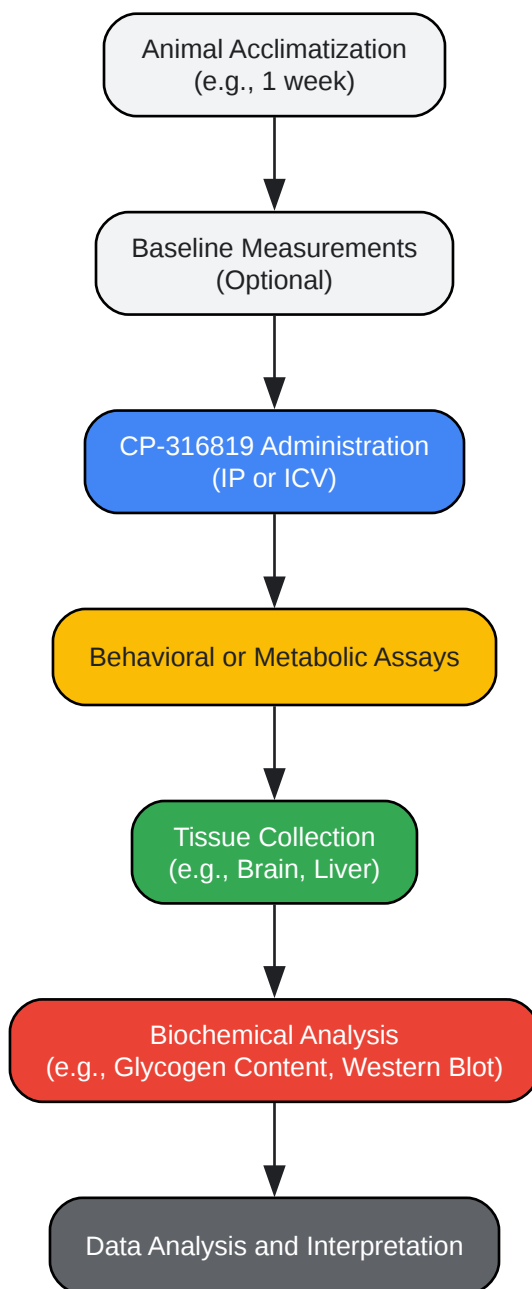 Animal Acclimatization
(e.g., 1 week)
Baseline Measurements
(Optional)
CP-316819 Administration
(IP or ICV)
Behavioral or Metabolic Assays
Tissue Collection
(e.g., Brain, Liver)
Biochemical Analysis
(e.g., Glycogen Content, Western Blot)
Data Analysis and Interpretation